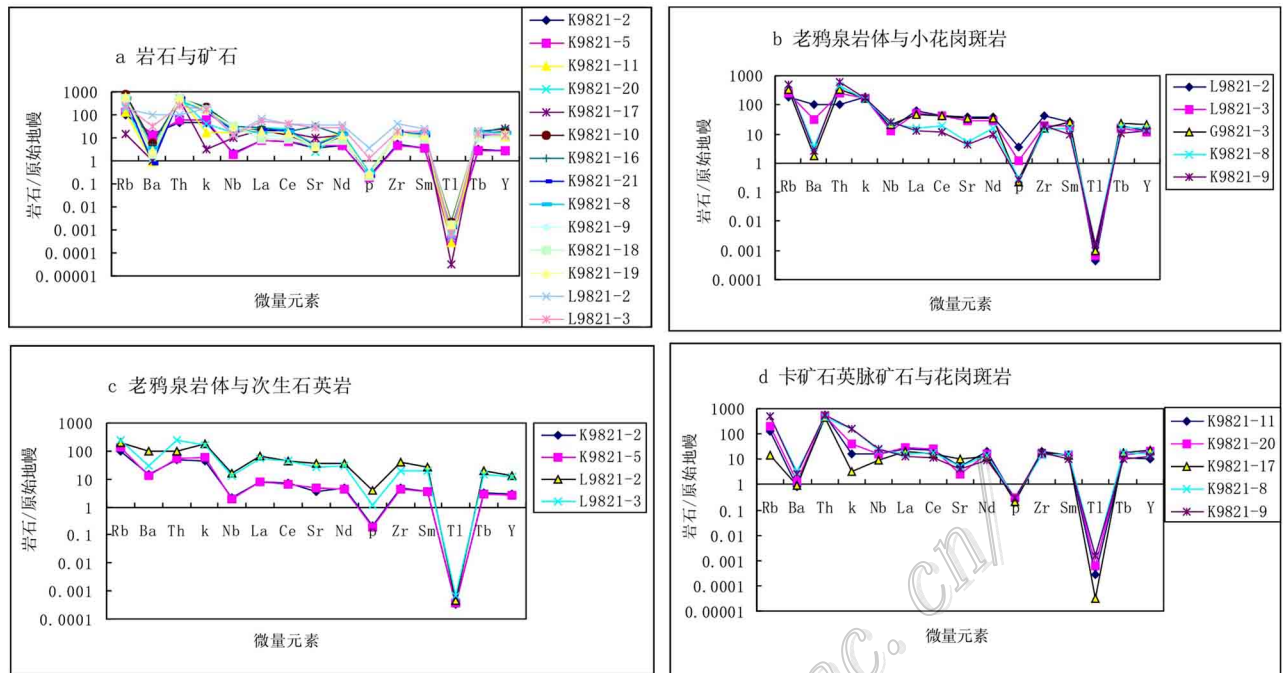 a 岩石与矿石
岩石/原始地幔
1000
100
10
1
0.1
0.01
0.001
0.0001
0.00001
Rb Ba Th k Nb La Ce Sr Nd p Zr Sm Tl Tb Y
微量元素
K9821-2
K9821-5
K9821-11
K9821-20
K9821-17
K9821-10
K9821-16
K9821-21
K9821-8
K9821-9
K9821-18
K9821-19
L9821-2
L9821-3
b 老鸦泉岩体与小花岗斑岩
岩石/原始地幔
1000
100
10
1
0.1
0.01
0.001
0.0001
Rb Ba Th k Nb La Ce Sr Nd p Zr Sm Tl Tb Y
微量元素
L9821-2
L9821-3
G9821-3
K9821-8
K9821-9
c 老鸦泉岩体与次生石英岩
岩石/原始地幔
1000
100
10
1
0.1
0.01
0.001
0.0001
Rb Ba Th k Nb La Ce Sr Nd p Zr Sm Tl Tb Y
微量元素
K9821-2
K9821-5
L9821-2
L9821-3
d 卡矿石英脉矿石与花岗斑岩
岩石/原始地幔
1000
100
10
1
0.1
0.01
0.001
0.0001
0.00001
Rb Ba Th k Nb La Ce Sr Nd p Zr Sm Tl Tb Y
微量元素
K9821-11
K9821-20
K9821-17
K9821-8
K9821-9
ac. cn/